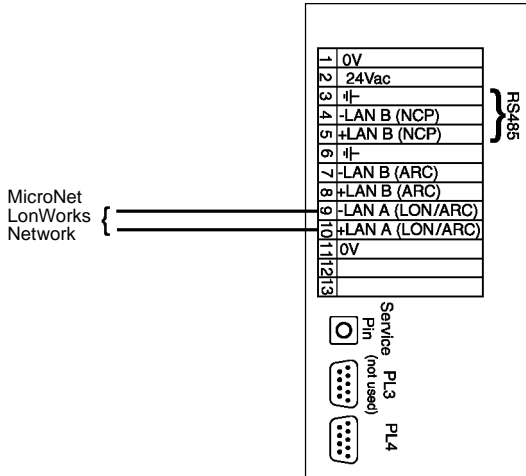 1 0V
2 24Vac
3
4 -LAN B (NCP)
5 +LAN B (NCP)
6
7 -LAN B (ARC)
8 +LAN B (ARC)
9 -LAN A (LON/ARC)
10 +LAN A (LON/ARC)
11 0V
12
13
RS485
MicroNet
LonWorks
Network
Service
Pin
PL3
(not used)
PL4